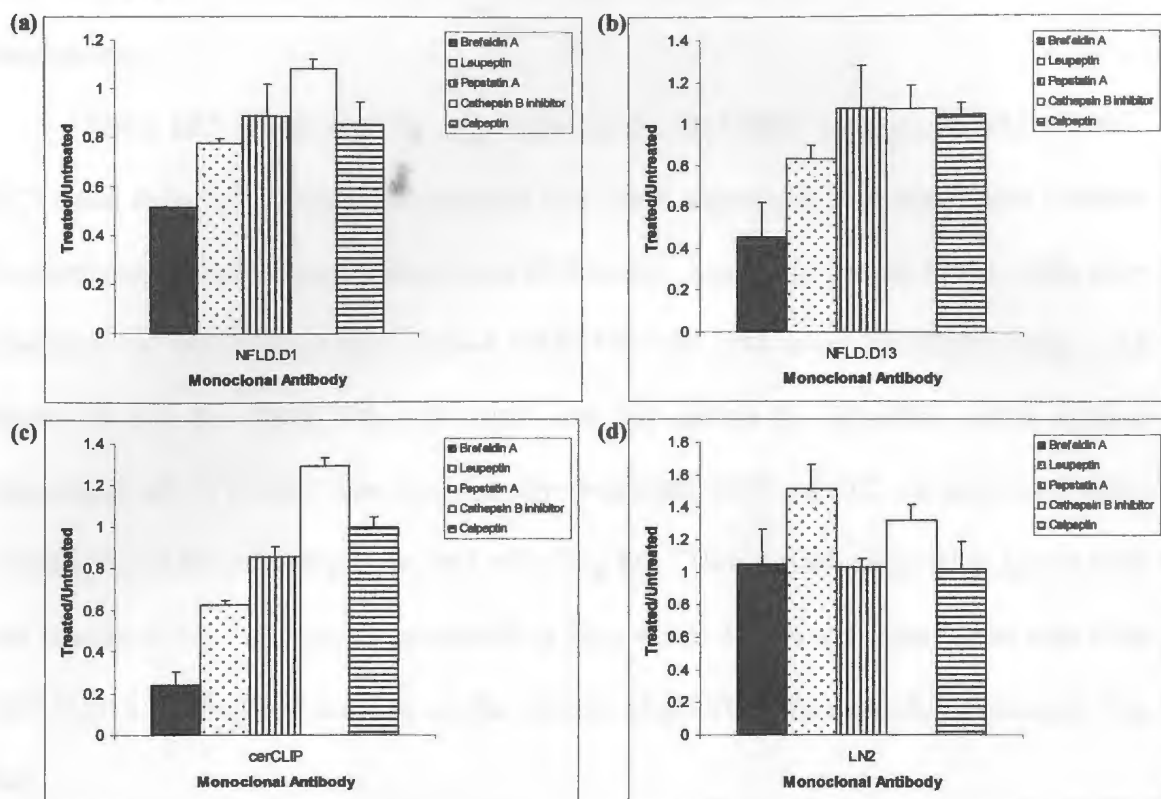 (a)
1.2
1
0.8
0.6
0.4
0.2
0
Treated/Untreated
NFLD.D1
Monoclonal Antibody
Brefeldin A
Leupeptin
Pepstatin A
Cathepsin B inhibitor
Calpeptin
(b)
1.4
1.2
1
0.8
0.6
0.4
0.2
0
Treated/Untreated
NFLD.D13
Monoclonal Antibody
Brefeldin A
Leupeptin
Pepstatin A
Cathepsin B inhibitor
Calpeptin
(c)
1.4
1.2
1
0.8
0.6
0.4
0.2
0
Treated/Untreated
cerCLIP
Monoclonal Antibody
Brefeldin A
Leupeptin
Pepstatin A
Cathepsin B inhibitor
Calpeptin
(d)
1.8
1.6
1.4
1.2
1
0.8
0.6
0.4
0.2
0
Treated/Untreated
LN2
Monoclonal Antibody
Brefeldin A
Leupeptin
Pepstatin A
Cathepsin B inhibitor
Calpeptin